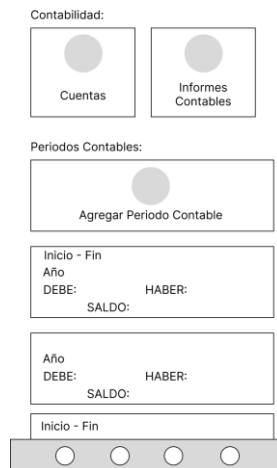 Contabilidad:
Cuentas
Informes
Contables
Periodos Contables:
Agregar Periodo Contable
Inicio - Fin
Año
DEBE: HABER:
SALDO:
Año
DEBE: HABER:
SALDO:
Inicio - Fin